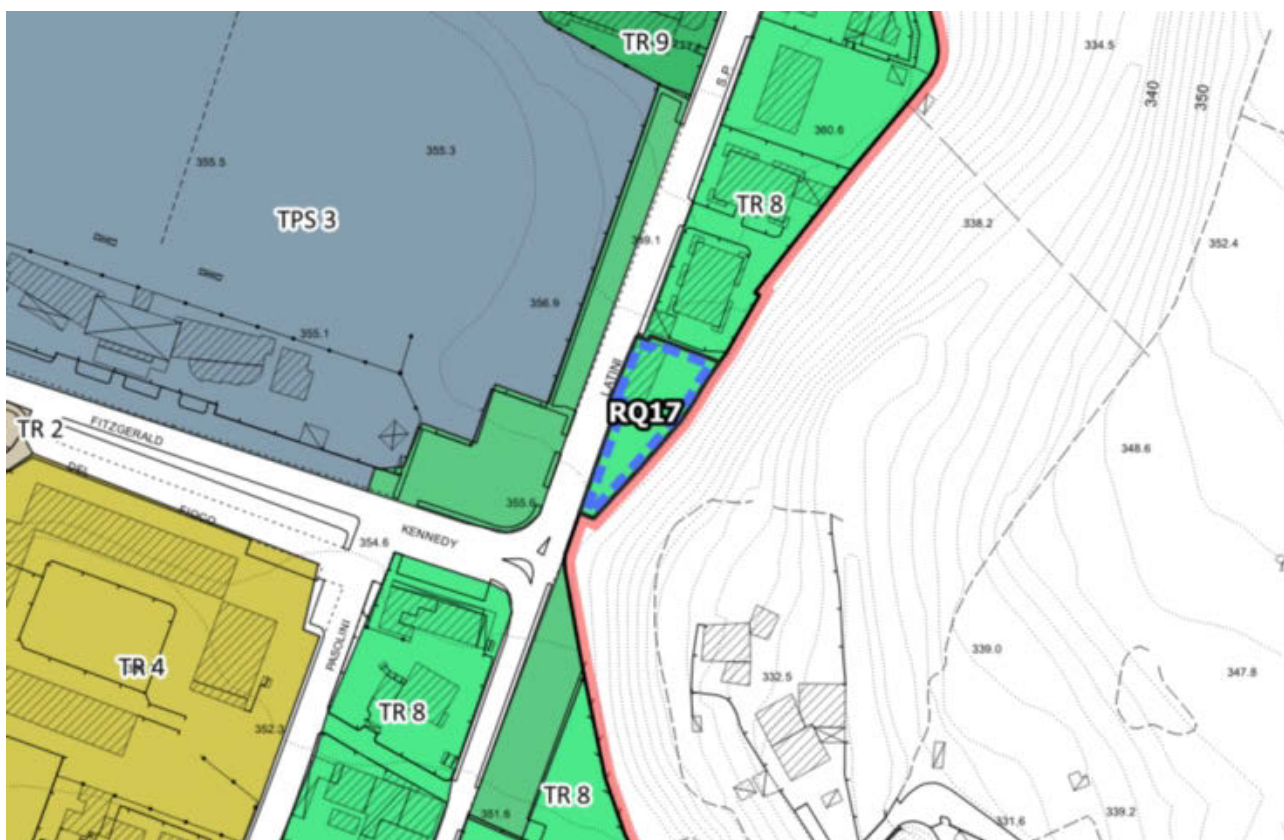 TR 9
S.P.
334.5
340
350
360.6
355.3
355.5
TPS 3
TR 8
338.2
352.4
356.9
355.1
LATINI
RQ17
TR 2
FITZGERALD
DEL
FIOCO
355.6
348.6
KENNEDY
354.6
PASOLINI
TR 4
339.0
347.8
332.5
TR 8
352.3
TR 8
351.6
331.6
339.2